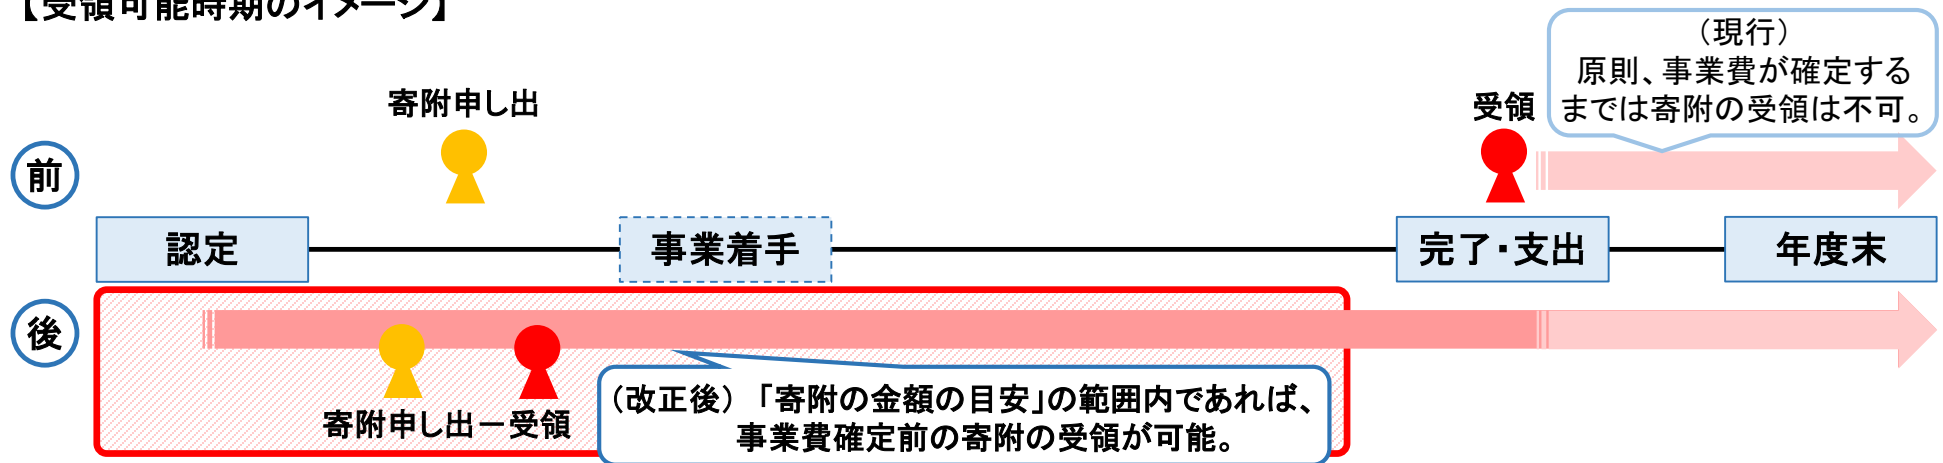 【受領可能時期のイメージ】
(現行)
原則、事業費が確定する
までは寄附の受領は不可。
寄附申し出
受領
前
認定
事業着手
完了・支出
年度末
後
寄附申し出－受領
(改正後)「寄附の金額の目安」の範囲内であれば、
事業費確定前の寄附の受領が可能。